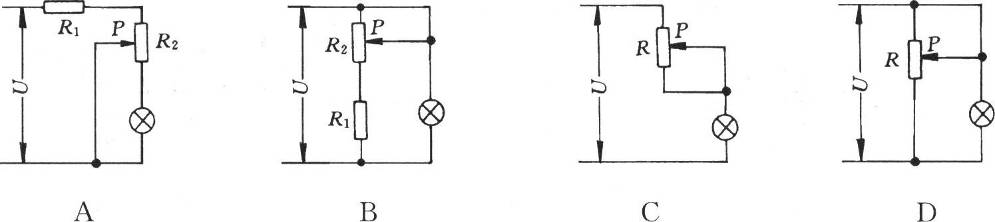 R₁ P R₂ U
P R₂ U R₁
P R U
P R U
A B C D